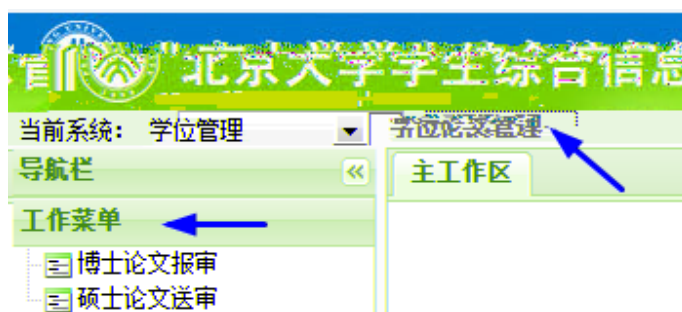 北京大学学生综合信息
当前系统： 学位管理 学位论文管理
导航栏 主工作区
工作菜单
博士论文报审
硕士论文送审